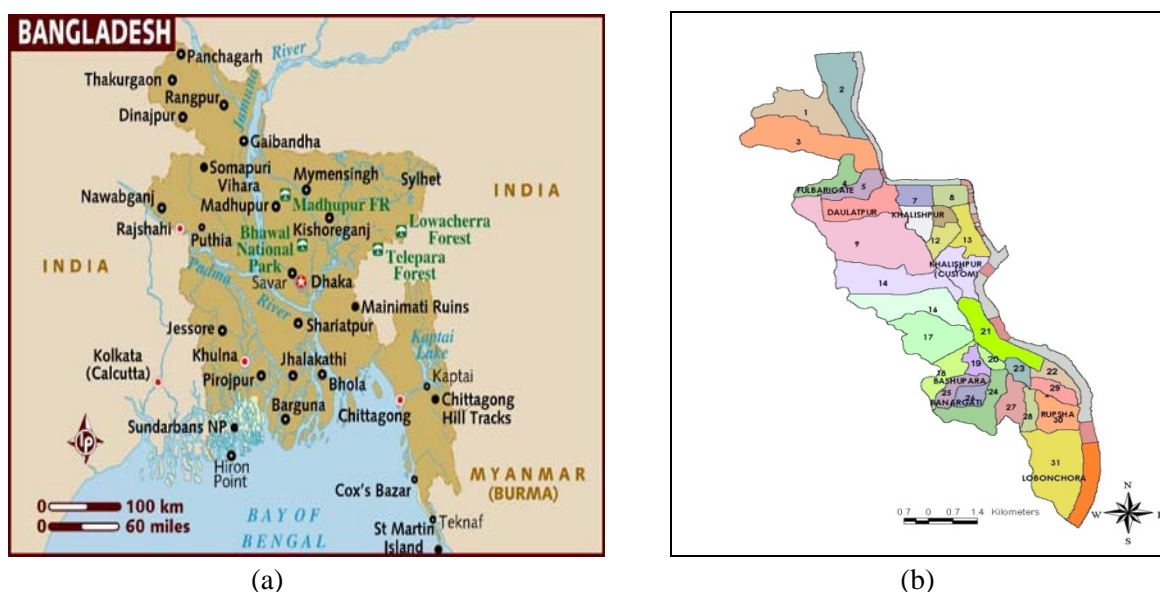 BANGLADESH
Panchagarh
River
Thakurgaon
Rangpur
Jamuna
Dinajpur
Gaibandha
Somapuri
Vihara
Mymensingh
Sylhet
INDIA
Nawabganj
Madhupur
Madhupur FR
Rajshahi
Puthia
Kishoreganj
Lowacherra
Forest
Bhawal
National
Park
Telepara
Forest
INDIA
Padma
Savar
Dhaka
River
Mainimati Ruins
Jessore
Shariatpur
Kaptai
Lake
Kolkata
(Calcutta)
Khulna
Jhalakathi
Pirojpur
Bhola
Kaptai
Barguna
Chittagong
Chittagong
Hill Tracks
Sundarbans NP
lp
Hiron
Point
MYANMAR
(BURMA)
Cox's Bazar
0 100 km
0 60 miles
BAY OF
BENGAL
Teknaf
St Martin
Island
(a)
2
1
3
4
FULBARIGATE
5
7
8
DAULATPUR
KHALISHPUR
9
12
13
KHALISHPUR
15
(CUSTOM)
14
16
21
17
20
19
23
22
18
BASHUPARA
29
25
26
24
BANARGATI
27
28
RUPSHA
30
31
LOBONCHORA
0.7 0 0.7 1.4 Kilometers
N
W E
S
(b)